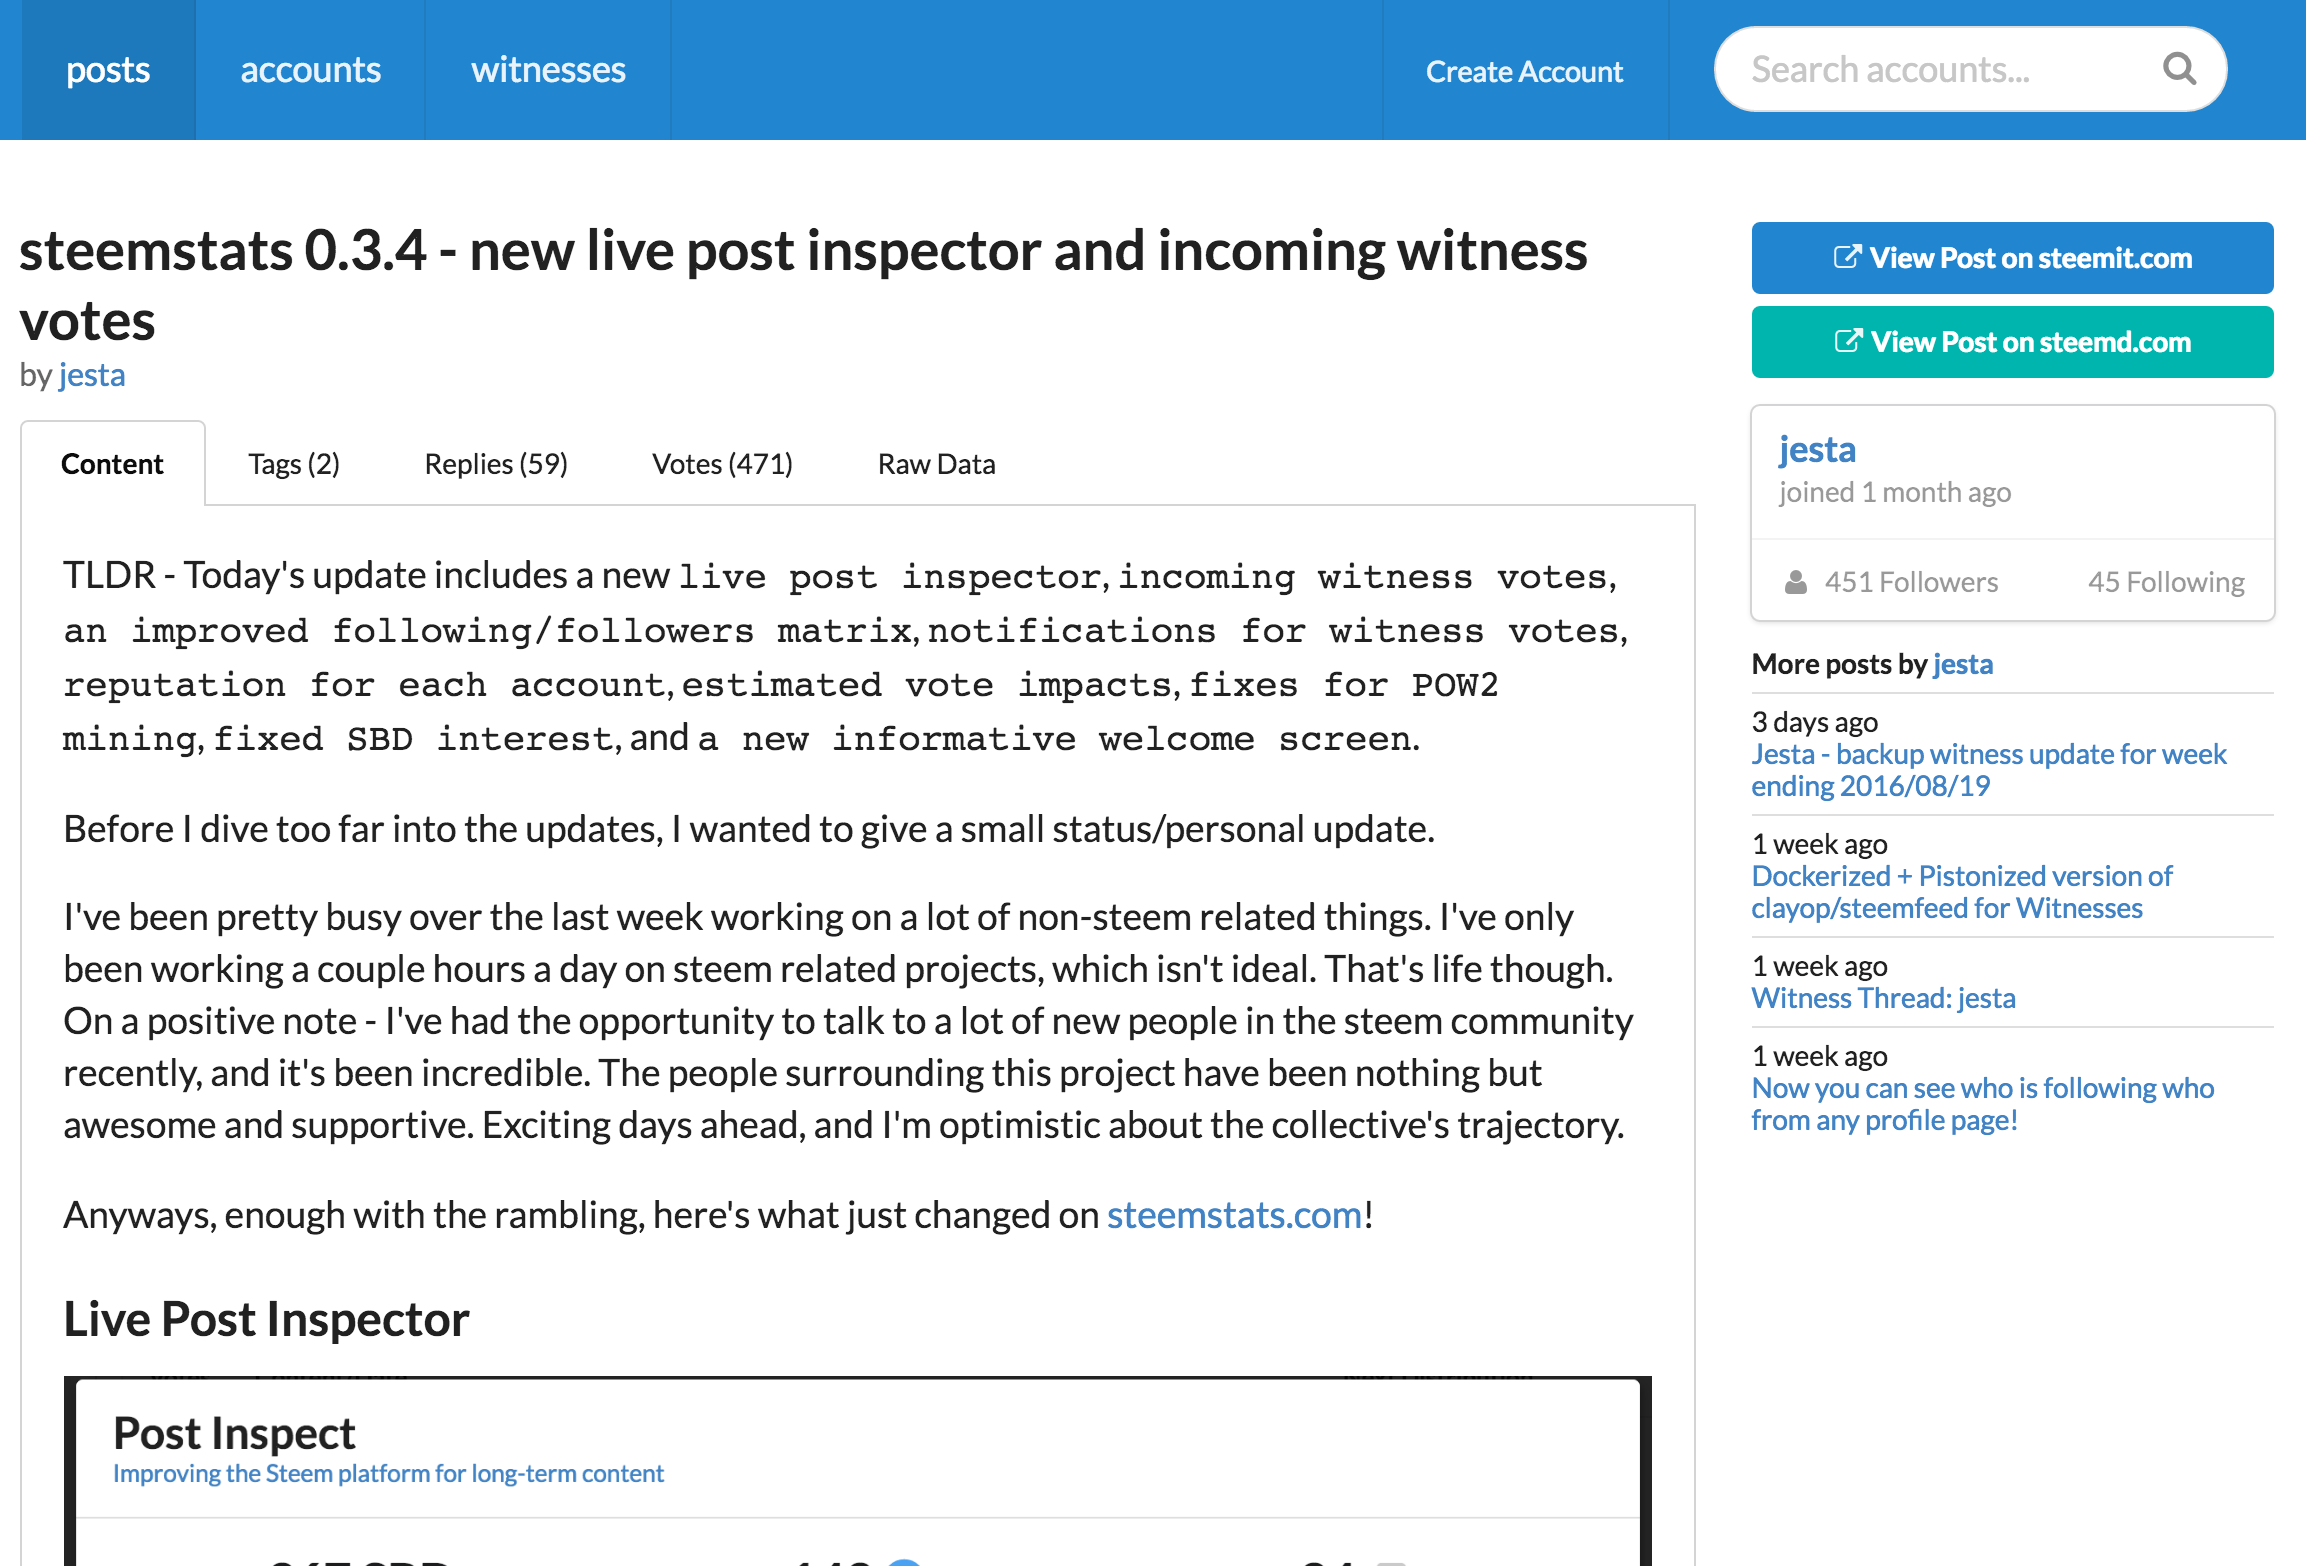 posts accounts witnesses Create Account Search accounts...
steemstats 0.3.4 - new live post inspector and incoming witness
votes
by jesta
Content Tags (2) Replies (59) Votes (471) Raw Data
TLDR - Today's update includes a new live post inspector, incoming witness votes,
an improved following/followers matrix, notifications for witness votes,
reputation for each account, estimated vote impacts, fixes for POW2
mining, fixed SBD interest, and a new informative welcome screen.
Before I dive too far into the updates, I wanted to give a small status/personal update.
I've been pretty busy over the last week working on a lot of non-steem related things. I've only
been working a couple hours a day on steem related projects, which isn't ideal. That's life though.
On a positive note - I've had the opportunity to talk to a lot of new people in the steem community
recently, and it's been incredible. The people surrounding this project have been nothing but
awesome and supportive. Exciting days ahead, and I'm optimistic about the collective's trajectory.
Anyways, enough with the rambling, here's what just changed on steemstats.com!
Live Post Inspector
Post Inspect
Improving the Steem platform for long-term content
View Post on steemit.com
View Post on steemd.com
jesta
joined 1 month ago
451 Followers 45 Following
More posts by jesta
3 days ago
Jesta - backup witness update for week
ending 2016/08/19
1 week ago
Dockerized + Pistonized version of
clayop/steemfeed for Witnesses
1 week ago
Witness Thread: jesta
1 week ago
Now you can see who is following who
from any profile page!